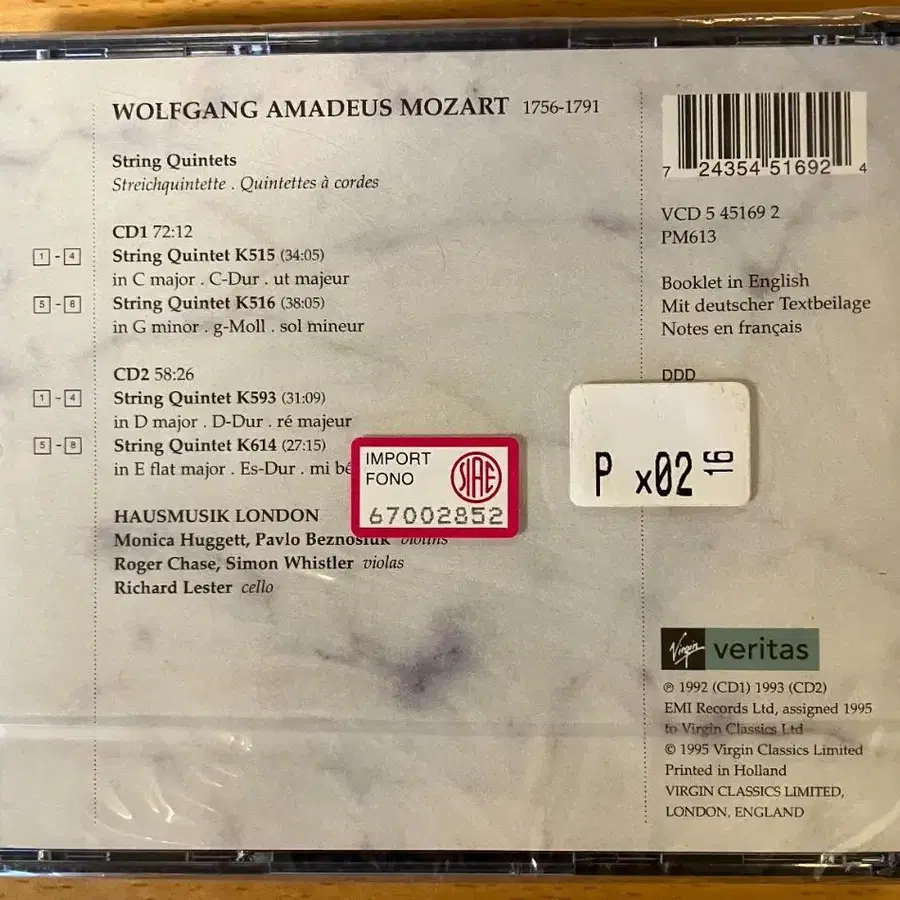 WOLFGANG AMADEUS MOZART 1756-1791
String Quintets
Streichquintette . Quintettes à cordes
CD1 72:12
1 - 4 String Quintet K515 (34:05)
in C major . C-Dur . ut majeur
5 - 8 String Quintet K516 (38:05)
in G minor . g-Moll . sol mineur
CD2 58:26
1 - 4 String Quintet K593 (31:09)
in D major . D-Dur . ré majeur
5 - 8 String Quintet K614 (27:15)
in E flat major . Es-Dur . mi bé
HAUSMUSIK LONDON
Monica Huggett, Pavlo Beznosiuk violins
Roger Chase, Simon Whistler violas
Richard Lester cello
IMPORT
FONO
SIAE
67002852
7 24354 51692 4
VCD 5 45169 2
PM613
Booklet in English
Mit deutscher Textbeilage
Notes en français
DDD
P x02 16
Virgin veritas
℗ 1992 (CD1) 1993 (CD2)
EMI Records Ltd, assigned 1995
to Virgin Classics Ltd
© 1995 Virgin Classics Limited
Printed in Holland
VIRGIN CLASSICS LIMITED,
LONDON, ENGLAND